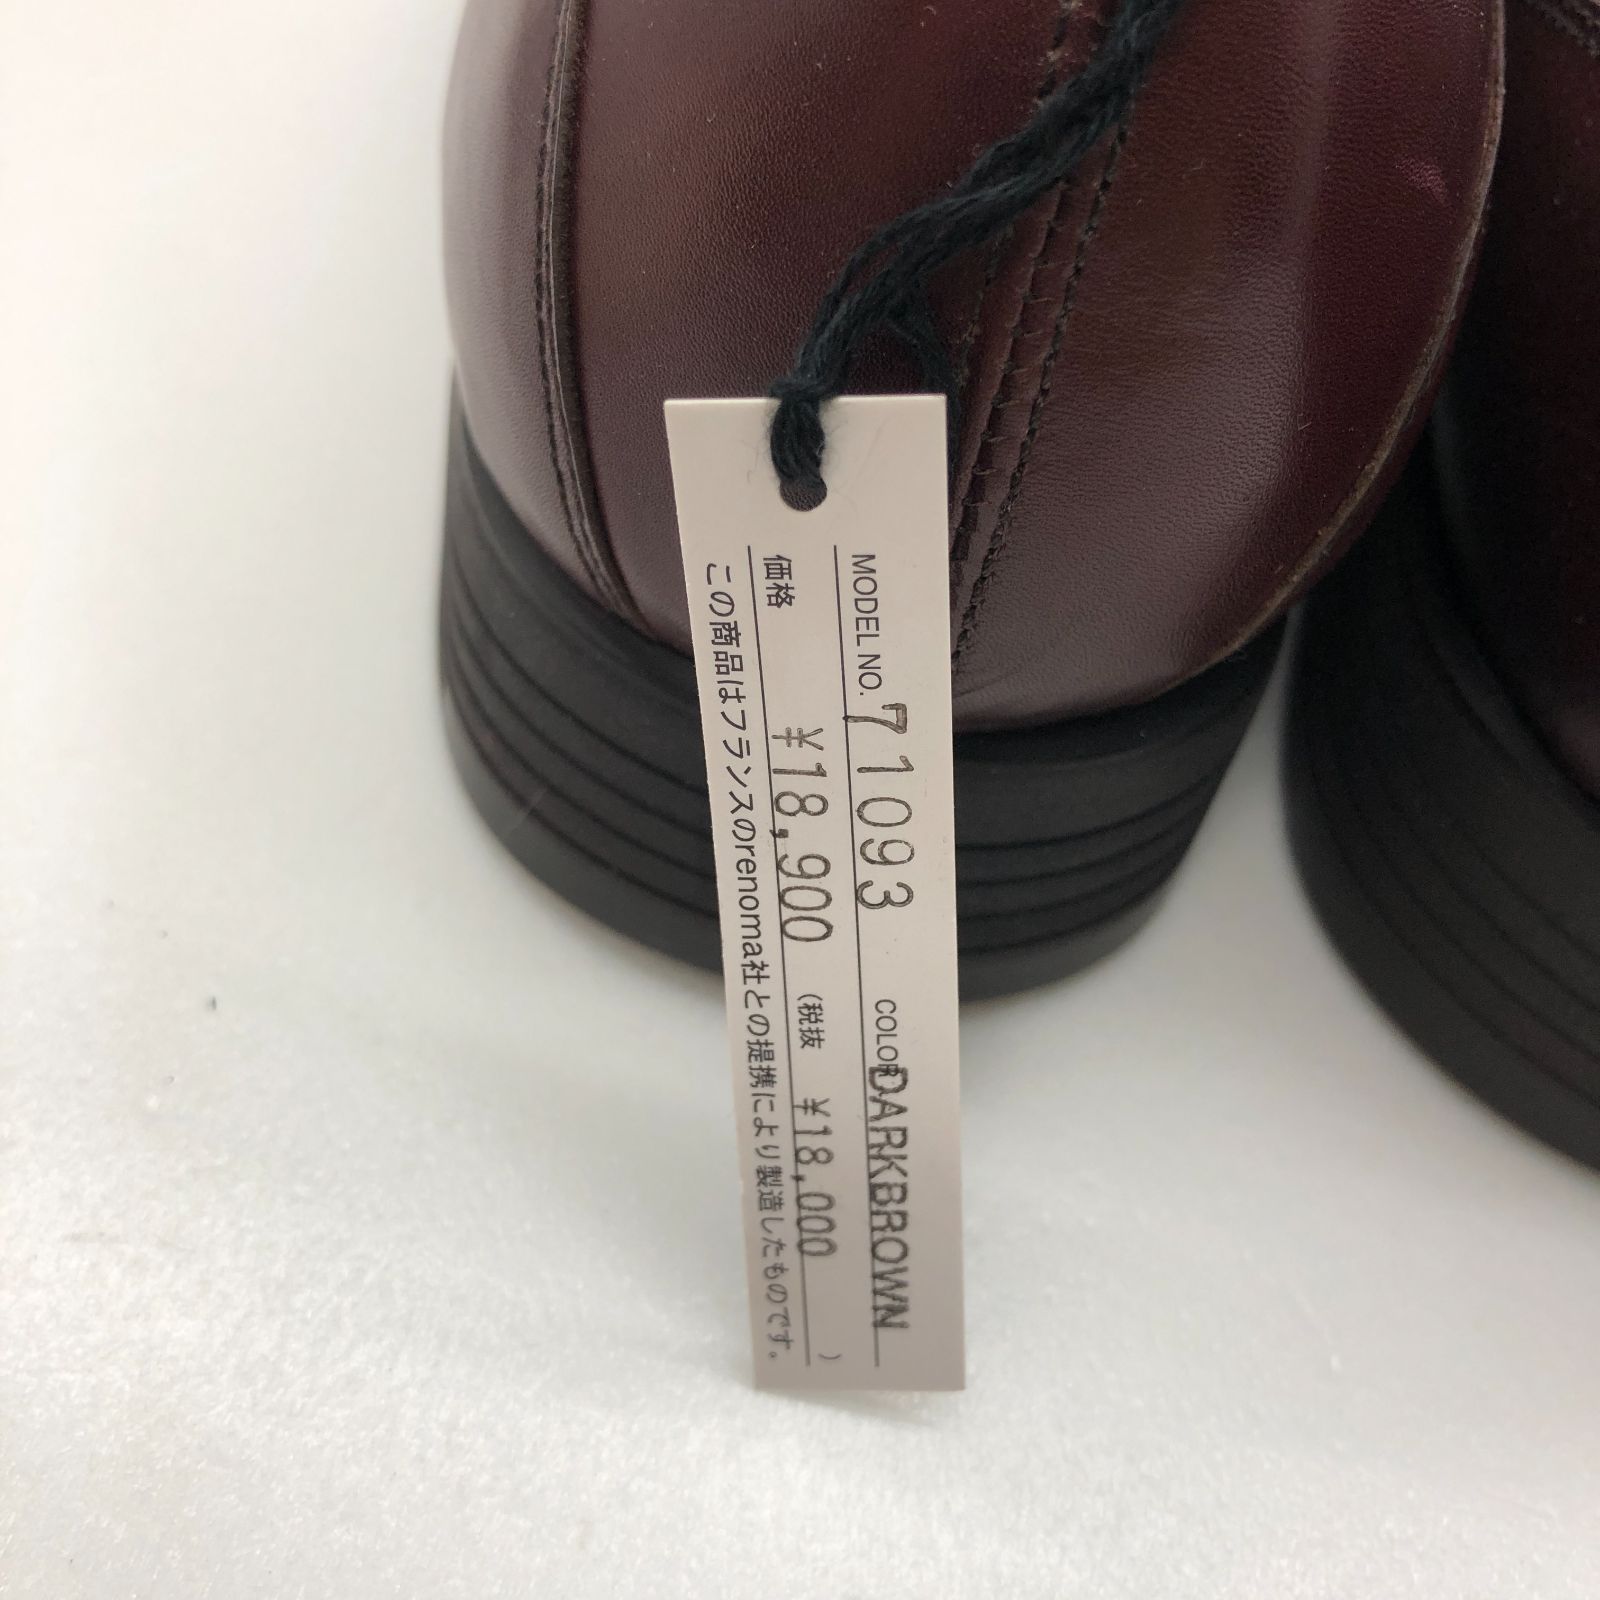 MODEL NO. 71093 COLOR DARKBROWN
価格 ¥18,900 (税抜 ¥18,000 )
この商品はフランスのrenoma社との提携により製造したものです。